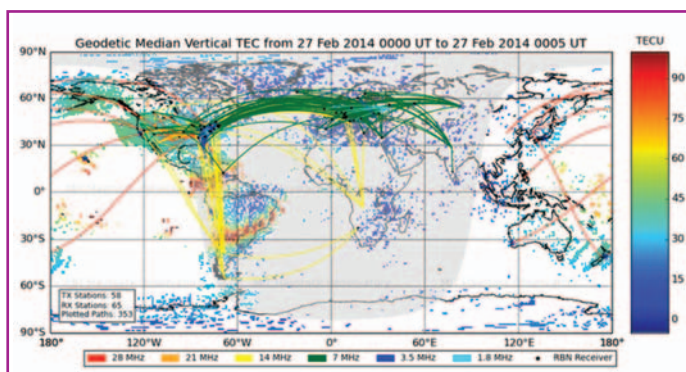 Geodetic Median Vertical TEC from 27 Feb 2014 0000 UT to 27 Feb 2014 0005 UT
TECU
90°N
60°N
30°N
0°
30°S
60°S
90°S
90
75
60
45
30
15
0
TX Stations: 58
RX Stations: 65
Plotted Paths: 353
180° 120°W 60°W 0° 60°E 120°E 180°
28 MHz 21 MHz 14 MHz 7 MHz 3.5 MHz 1.8 MHz RBN Receiver